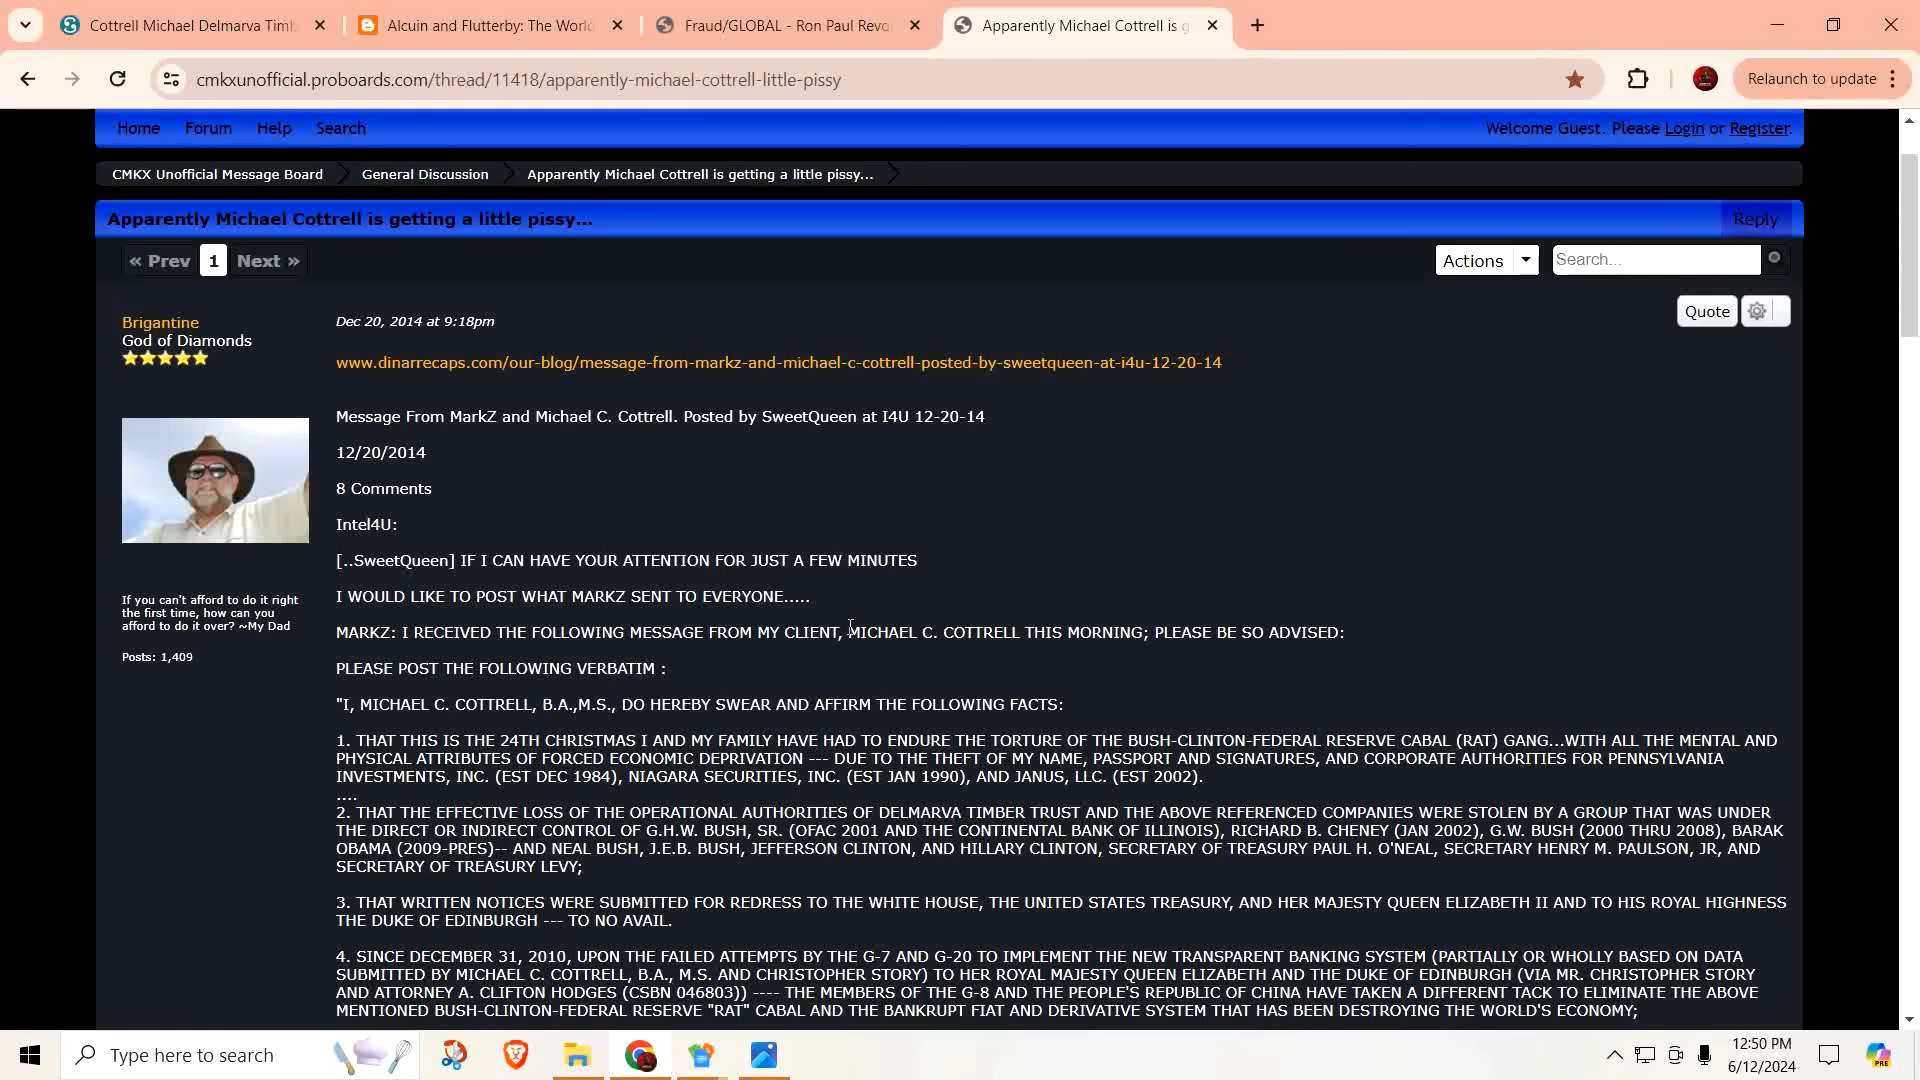 Cottrell Michael Delmarva Timb
Alcuin and Flutterby: The World
Fraud/GLOBAL - Ron Paul Revo
Apparently Michael Cottrell is g
cmkxunofficial.proboards.com/thread/11418/apparently-michael-cottrell-little-pissy
Relaunch to update
Home Forum Help Search
Welcome Guest. Please Login or Register.
CMKX Unofficial Message Board General Discussion Apparently Michael Cottrell is getting a little pissy...
Apparently Michael Cottrell is getting a little pissy...
Reply
« Prev 1 Next »
Actions
Search...
Quote
Brigantine
God of Diamonds
If you can't afford to do it right
the first time, how can you
afford to do it over? ~My Dad
Posts: 1,409
Dec 20, 2014 at 9:18pm
www.dinarrecaps.com/our-blog/message-from-markz-and-michael-c-cottrell-posted-by-sweetqueen-at-i4u-12-20-14
Message From MarkZ and Michael C. Cottrell. Posted by SweetQueen at I4U 12-20-14
12/20/2014
8 Comments
Intel4U:
[..SweetQueen] IF I CAN HAVE YOUR ATTENTION FOR JUST A FEW MINUTES
I WOULD LIKE TO POST WHAT MARKZ SENT TO EVERYONE.....
MARKZ: I RECEIVED THE FOLLOWING MESSAGE FROM MY CLIENT, MICHAEL C. COTTRELL THIS MORNING; PLEASE BE SO ADVISED:
PLEASE POST THE FOLLOWING VERBATIM :
"I, MICHAEL C. COTTRELL, B.A.,M.S., DO HEREBY SWEAR AND AFFIRM THE FOLLOWING FACTS:
1. THAT THIS IS THE 24TH CHRISTMAS I AND MY FAMILY HAVE HAD TO ENDURE THE TORTURE OF THE BUSH-CLINTON-FEDERAL RESERVE CABAL (RAT) GANG...WITH ALL THE MENTAL AND
PHYSICAL ATTRIBUTES OF FORCED ECONOMIC DEPRIVATION --- DUE TO THE THEFT OF MY NAME, PASSPORT AND SIGNATURES, AND CORPORATE AUTHORITIES FOR PENNSYLVANIA
INVESTMENTS, INC. (EST DEC 1984), NIAGARA SECURITIES, INC. (EST JAN 1990), AND JANUS, LLC. (EST 2002).
....
2. THAT THE EFFECTIVE LOSS OF THE OPERATIONAL AUTHORITIES OF DELMARVA TIMBER TRUST AND THE ABOVE REFERENCED COMPANIES WERE STOLEN BY A GROUP THAT WAS UNDER
THE DIRECT OR INDIRECT CONTROL OF G.H.W. BUSH, SR. (OFAC 2001 AND THE CONTINENTAL BANK OF ILLINOIS), RICHARD B. CHENEY (JAN 2002), G.W. BUSH (2000 THRU 2008), BARAK
OBAMA (2009-PRES)-- AND NEAL BUSH, J.E.B. BUSH, JEFFERSON CLINTON, AND HILLARY CLINTON, SECRETARY OF TREASURY PAUL H. O'NEAL, SECRETARY HENRY M. PAULSON, JR, AND
SECRETARY OF TREASURY LEVY;
3. THAT WRITTEN NOTICES WERE SUBMITTED FOR REDRESS TO THE WHITE HOUSE, THE UNITED STATES TREASURY, AND HER MAJESTY QUEEN ELIZABETH II AND TO HIS ROYAL HIGHNESS
THE DUKE OF EDINBURGH --- TO NO AVAIL.
4. SINCE DECEMBER 31, 2010, UPON THE FAILED ATTEMPTS BY THE G-7 AND G-20 TO IMPLEMENT THE NEW TRANSPARENT BANKING SYSTEM (PARTIALLY OR WHOLLY BASED ON DATA
SUBMITTED BY MICHAEL C. COTTRELL, B.A., M.S. AND CHRISTOPHER STORY) TO HER ROYAL MAJESTY QUEEN ELIZABETH AND THE DUKE OF EDINBURGH (VIA MR. CHRISTOPHER STORY
AND ATTORNEY A. CLIFTON HODGES (CSBN 046803)) ---- THE MEMBERS OF THE G-8 AND THE PEOPLE'S REPUBLIC OF CHINA HAVE TAKEN A DIFFERENT TACK TO ELIMINATE THE ABOVE
MENTIONED BUSH-CLINTON-FEDERAL RESERVE "RAT" CABAL AND THE BANKRUPT FIAT AND DERIVATIVE SYSTEM THAT HAS BEEN DESTROYING THE WORLD'S ECONOMY;
Type here to search
12:50 PM
6/12/2024
PRE